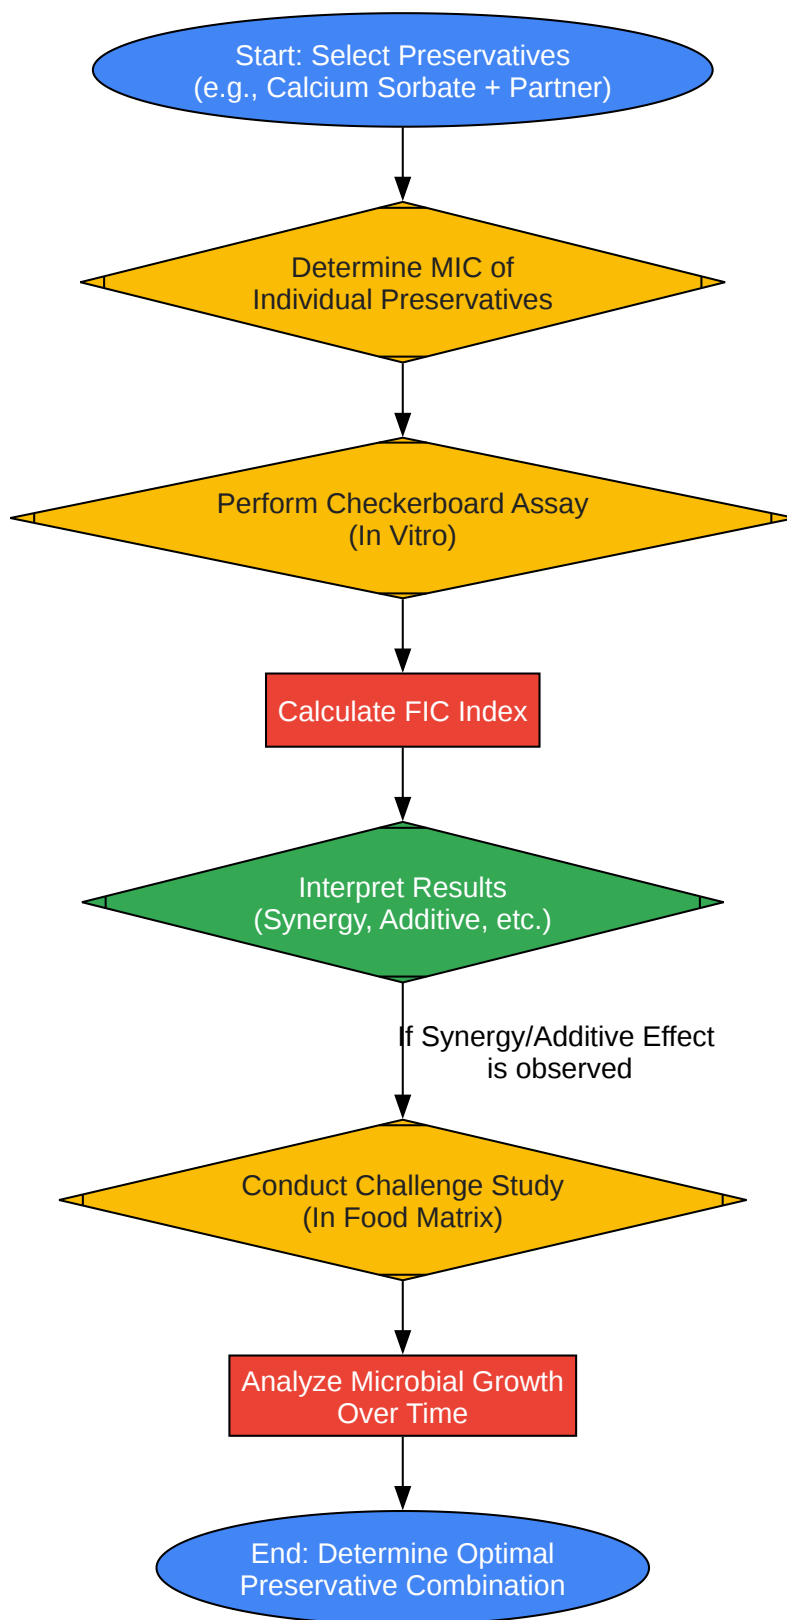 Start: Select Preservatives
(e.g., Calcium Sorbate + Partner)
Determine MIC of
Individual Preservatives
Perform Checkerboard Assay
(In Vitro)
Calculate FIC Index
Interpret Results
(Synergy, Additive, etc.)
If Synergy/Additive Effect
is observed
Conduct Challenge Study
(In Food Matrix)
Analyze Microbial Growth
Over Time
End: Determine Optimal
Preservative Combination